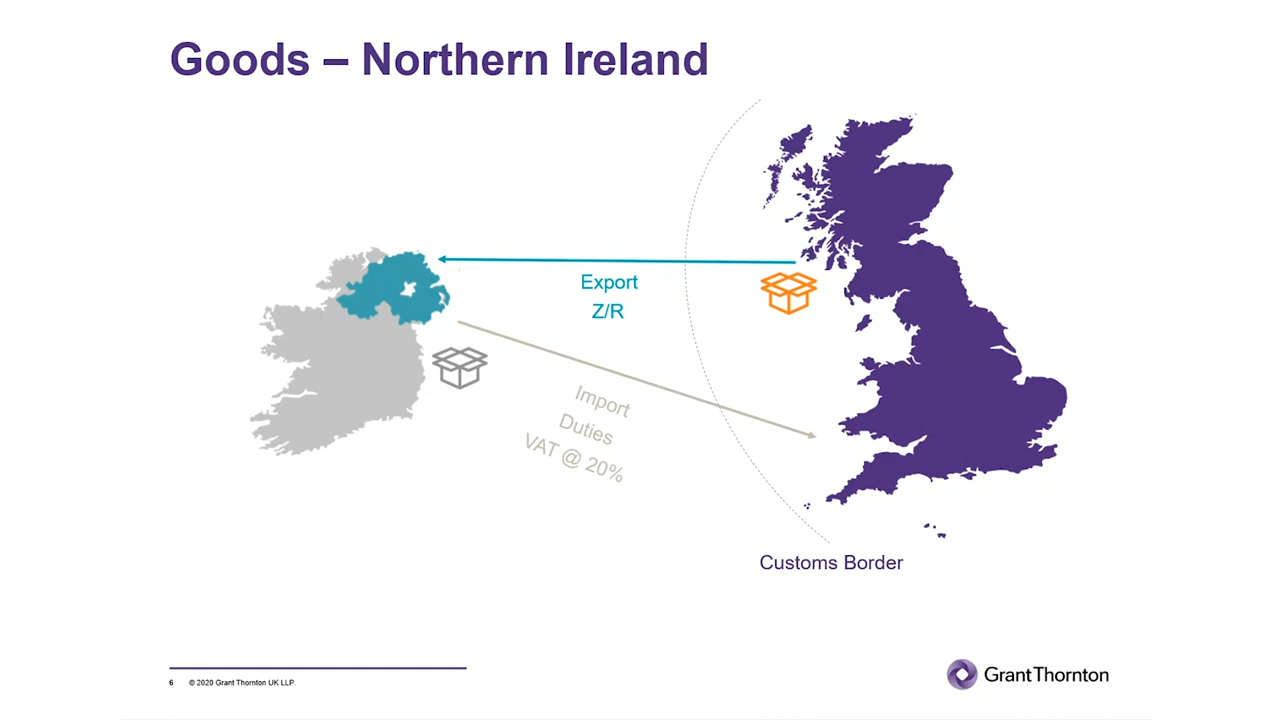 Goods – Northern Ireland
Export
Z/R
Import
Duties
VAT @ 20%
Customs Border
6 © 2020 Grant Thornton UK LLP.
GrantThornton